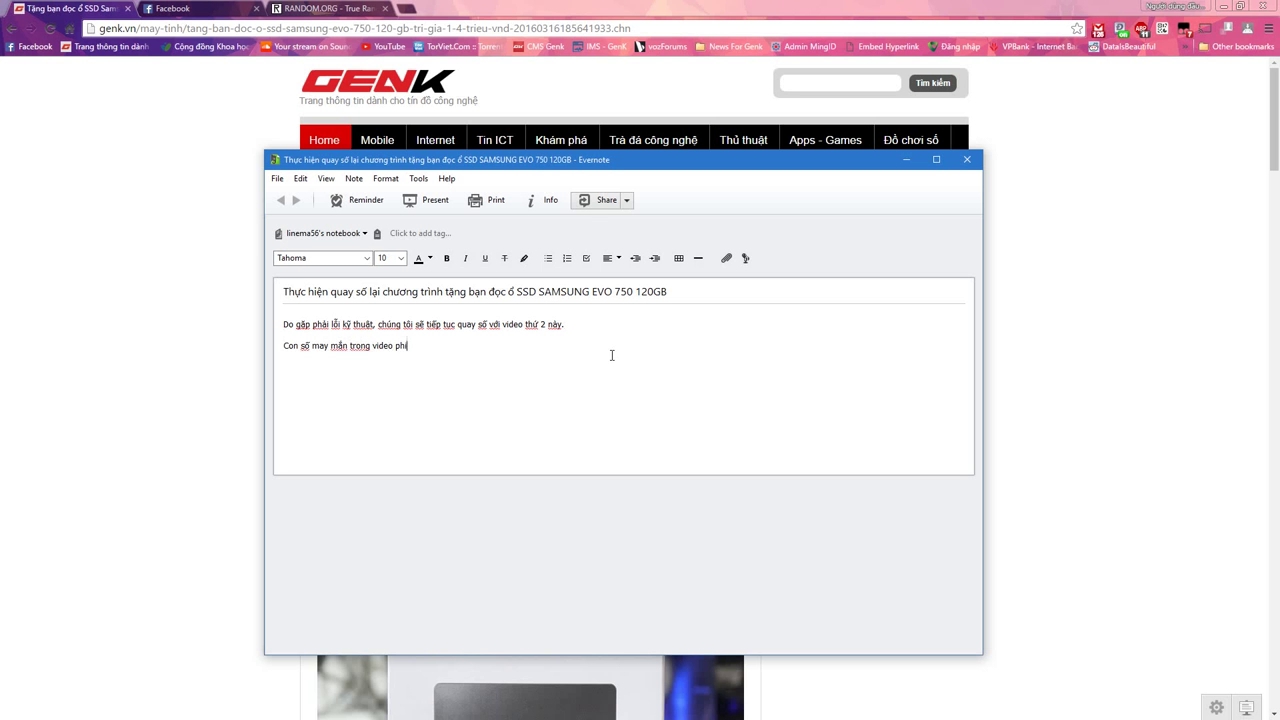 Tặng bạn đọc ổ SSD Sam
Facebook
RANDOM.ORG - True Ran
Người dùng đầu...
genk.vn/may-tinh/tang-ban-doc-o-ssd-samsung-evo-750-120-gb-tri-gia-1-4-trieu-vnd-20160316185641933.chn
Facebook Trang thông tin dành Cộng đồng Khoa học Your stream on Sound YouTube TorViet.Com :: Torrent CMS Genk IMS - GenK vozForums News For Genk Admin MingID Embed Hyperlink Đăng nhập VPBank - Internet Ba DataIsBeautiful Other bookmarks
GENK
Trang thông tin dành cho tín đồ công nghệ
Tìm kiếm
Home Mobile Internet Tin ICT Khám phá Trà đá công nghệ Thủ thuật Apps - Games Đồ chơi số
Thực hiện quay số lại chương trình tặng bạn đọc ổ SSD SAMSUNG EVO 750 120GB - Evernote
File Edit View Note Format Tools Help
Reminder Present Print Info Share
linema56's notebook Click to add tag...
Tahoma 10 A B I U T
Thực hiện quay số lại chương trình tặng bạn đọc ổ SSD SAMSUNG EVO 750 120GB
Do gặp phải lỗi kỹ thuật, chúng tôi sẽ tiếp tục quay số với video thứ 2 này.
Con số may mắn trong video phi